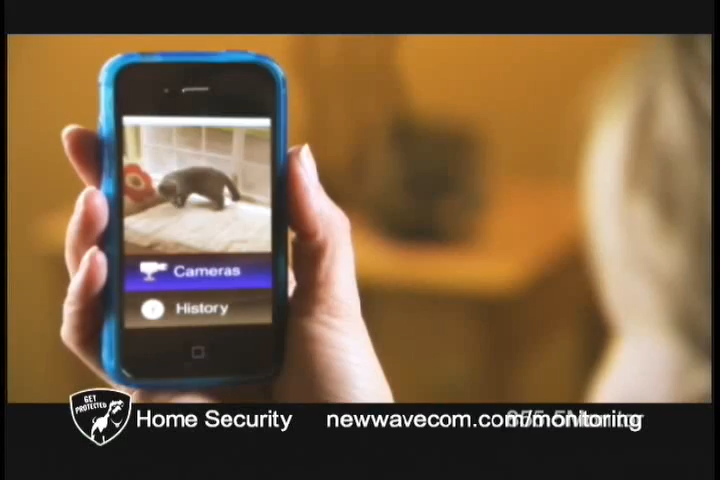 Cameras
History
GET
PROTECTED
Home Security
newwavecom.com/monitoring